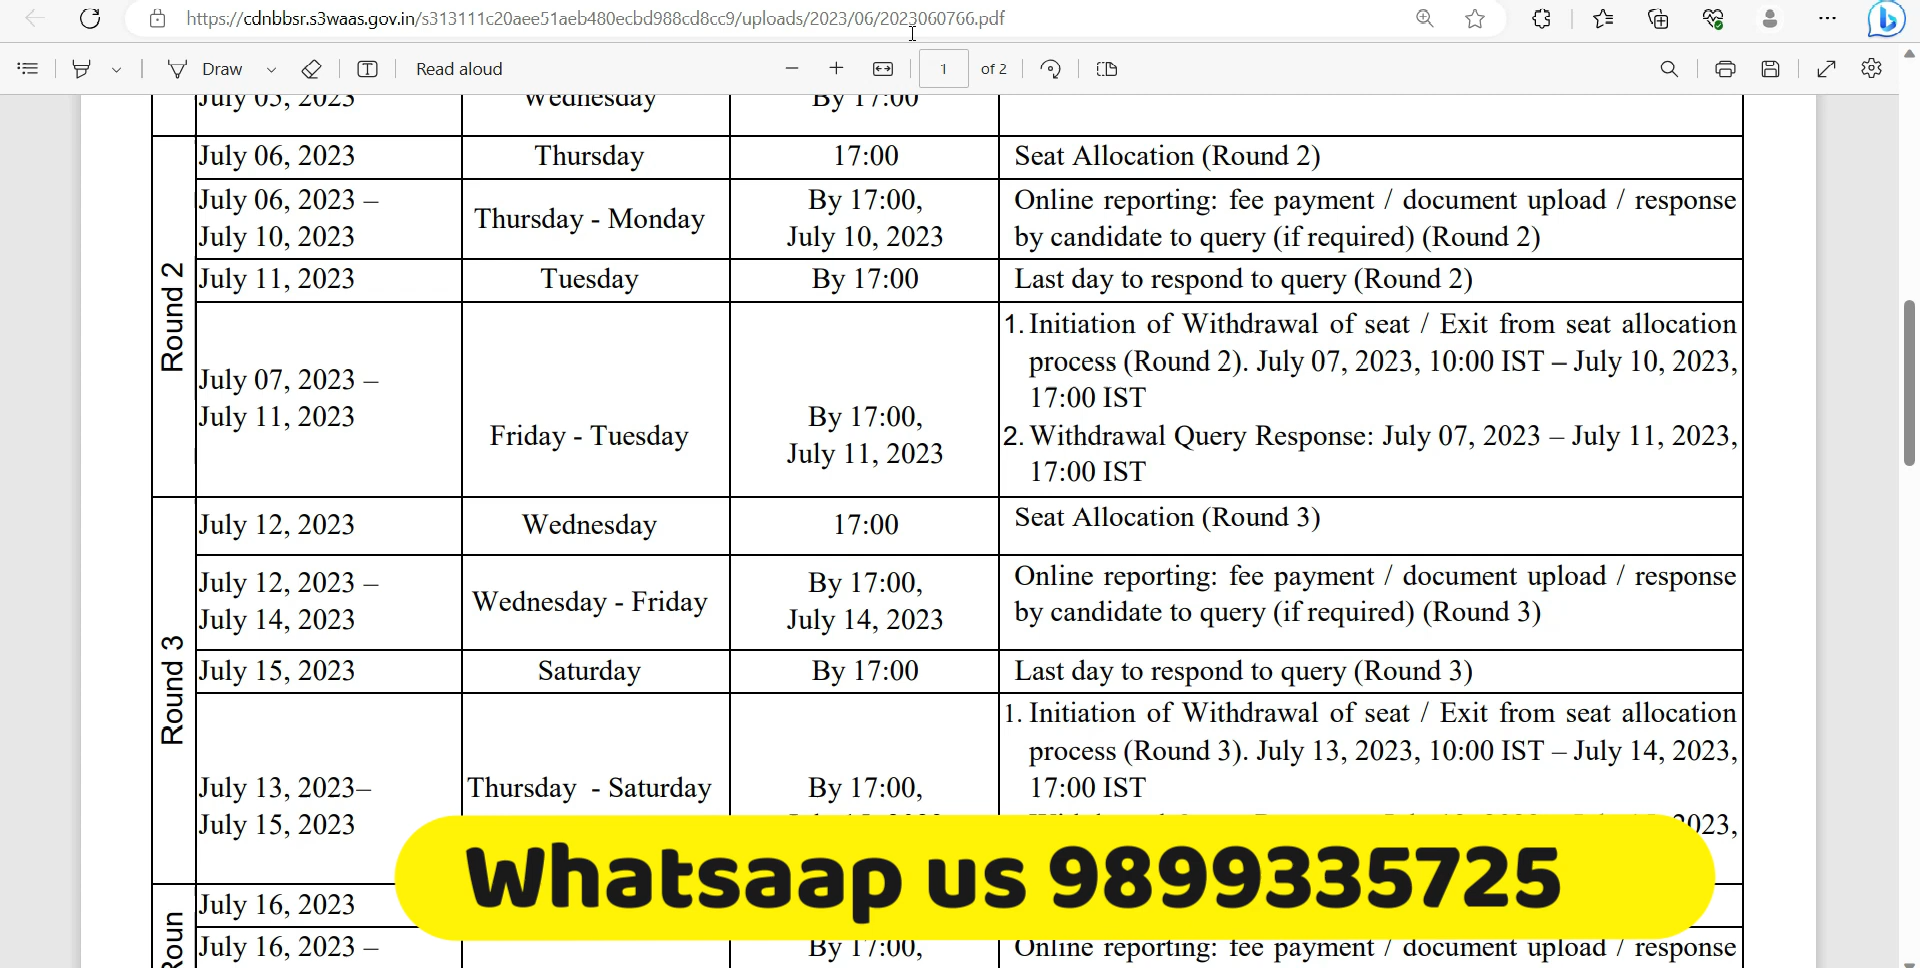 https://cdnbbsr.s3waas.gov.in/s313111c20aee51aeb480ecbd988cd8cc9/uploads/2023/06/2023060766.pdf
Draw
Read aloud
1 of 2
July 05, 2023 Wednesday By 17:00
Round 2
July 06, 2023 Thursday 17:00 Seat Allocation (Round 2)
July 06, 2023 –
July 10, 2023
Thursday - Monday
By 17:00,
July 10, 2023
Online reporting: fee payment / document upload / response
by candidate to query (if required) (Round 2)
July 11, 2023 Tuesday By 17:00 Last day to respond to query (Round 2)
July 07, 2023 –
July 11, 2023
Friday - Tuesday
By 17:00,
July 11, 2023
1. Initiation of Withdrawal of seat / Exit from seat allocation
process (Round 2). July 07, 2023, 10:00 IST – July 10, 2023,
17:00 IST
2. Withdrawal Query Response: July 07, 2023 – July 11, 2023,
17:00 IST
Round 3
July 12, 2023 Wednesday 17:00 Seat Allocation (Round 3)
July 12, 2023 –
July 14, 2023
Wednesday - Friday
By 17:00,
July 14, 2023
Online reporting: fee payment / document upload / response
by candidate to query (if required) (Round 3)
July 15, 2023 Saturday By 17:00 Last day to respond to query (Round 3)
July 13, 2023–
July 15, 2023
Thursday - Saturday
By 17:00,
1. Initiation of Withdrawal of seat / Exit from seat allocation
process (Round 3). July 13, 2023, 10:00 IST – July 14, 2023,
17:00 IST
2023,
Whatsaap us 9899335725
Roun
July 16, 2023
July 16, 2023 –
By 17:00,
Online reporting: fee payment / document upload / response